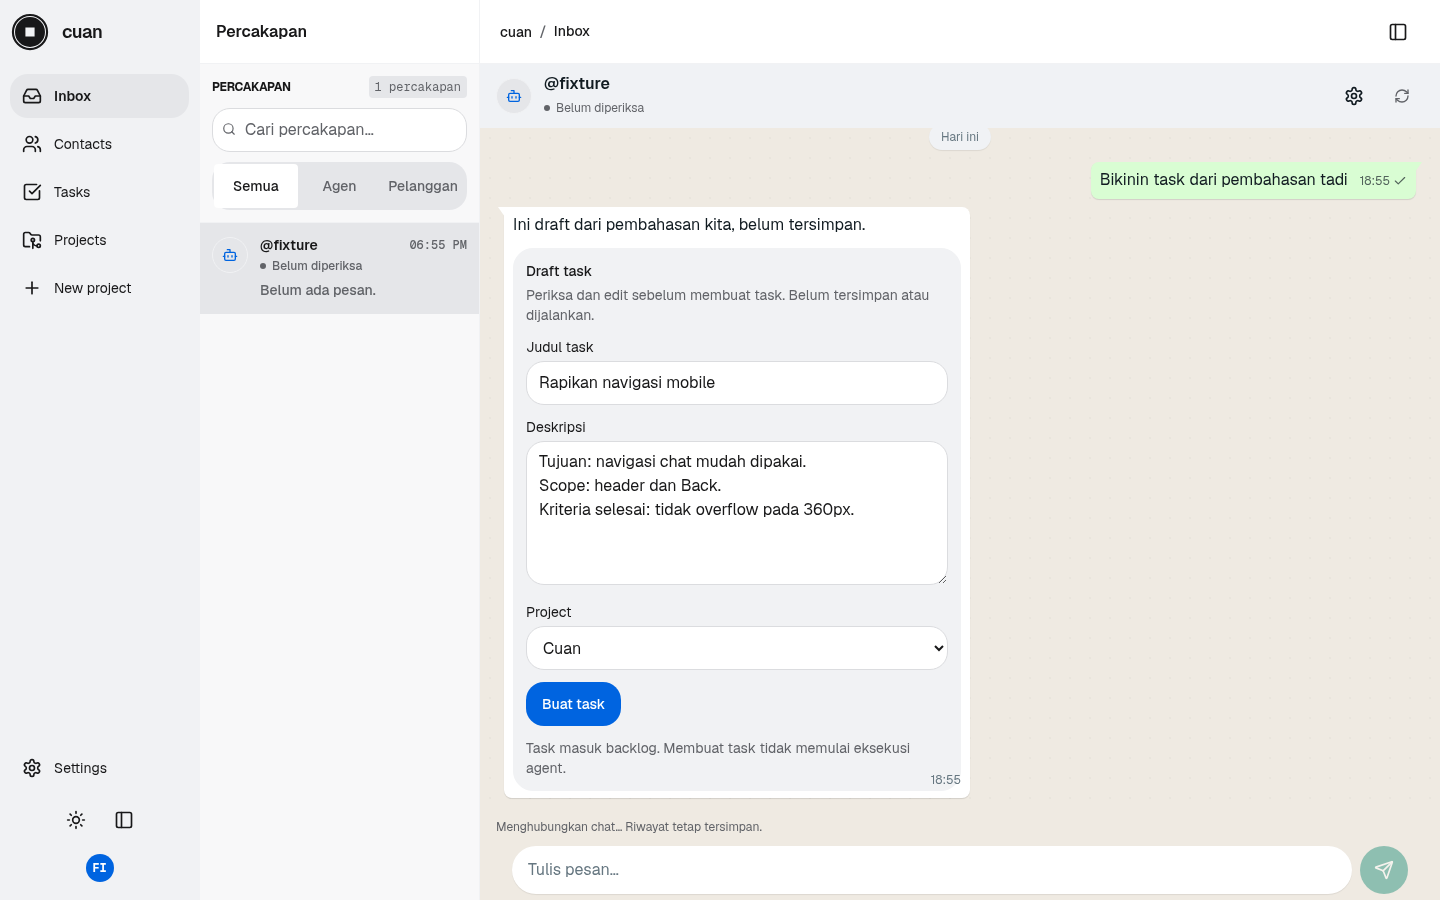 cuan
Inbox
Contacts
Tasks
Projects
New project
Settings
FI
Percakapan
PERCAKAPAN
1 percakapan
Cari percakapan...
Semua
Agen
Pelanggan
@fixture
06:55 PM
Belum diperiksa
Belum ada pesan.
cuan / Inbox
@fixture
Belum diperiksa
Hari ini
Bikinin task dari pembahasan tadi 18:55
Ini draft dari pembahasan kita, belum tersimpan.
Draft task
Periksa dan edit sebelum membuat task. Belum tersimpan atau
dijalankan.
Judul task
Rapikan navigasi mobile
Deskripsi
Tujuan: navigasi chat mudah dipakai.
Scope: header dan Back.
Kriteria selesai: tidak overflow pada 360px.
Project
Cuan
Buat task
Task masuk backlog. Membuat task tidak memulai eksekusi
agent.
18:55
Menghubungkan chat... Riwayat tetap tersimpan.
Tulis pesan...